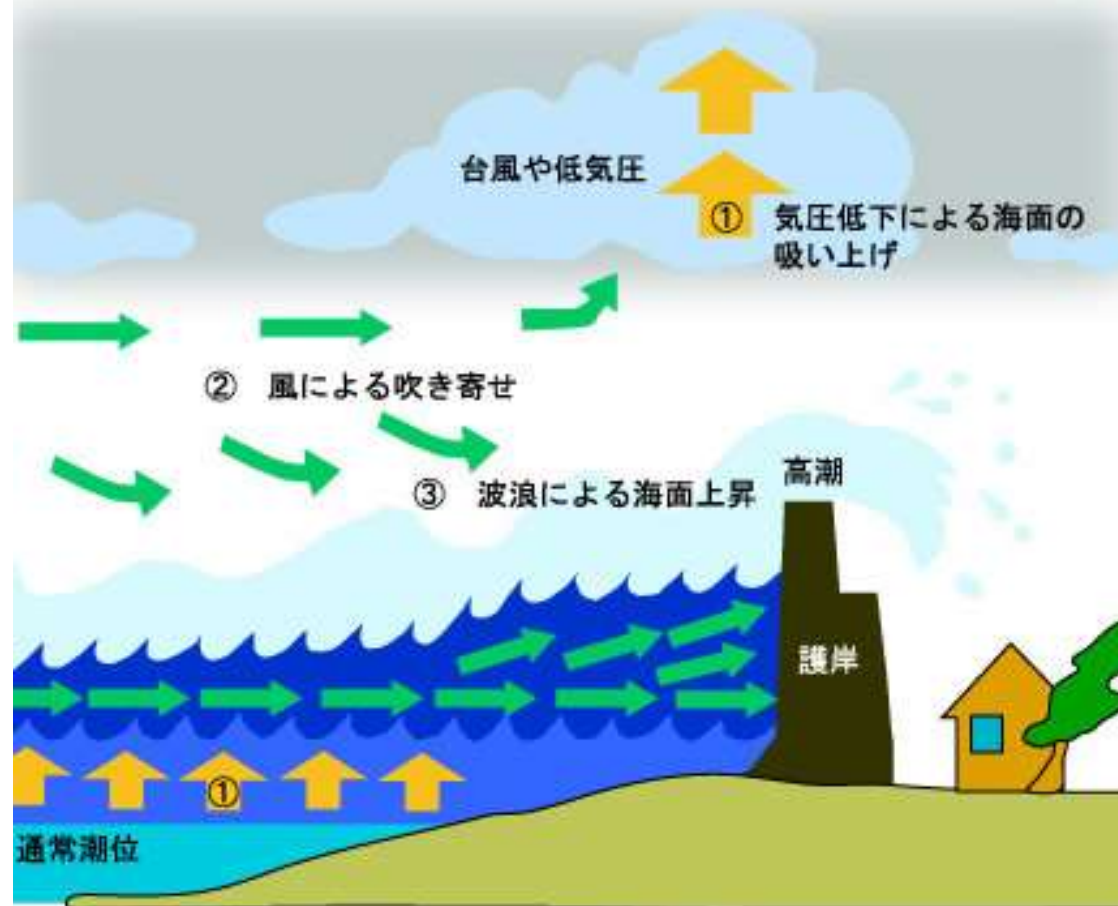 台風や低気圧
① 気圧低下による海面の
吸い上げ
② 風による吹き寄せ
③ 波浪による海面上昇
高潮
護岸
①
通常潮位